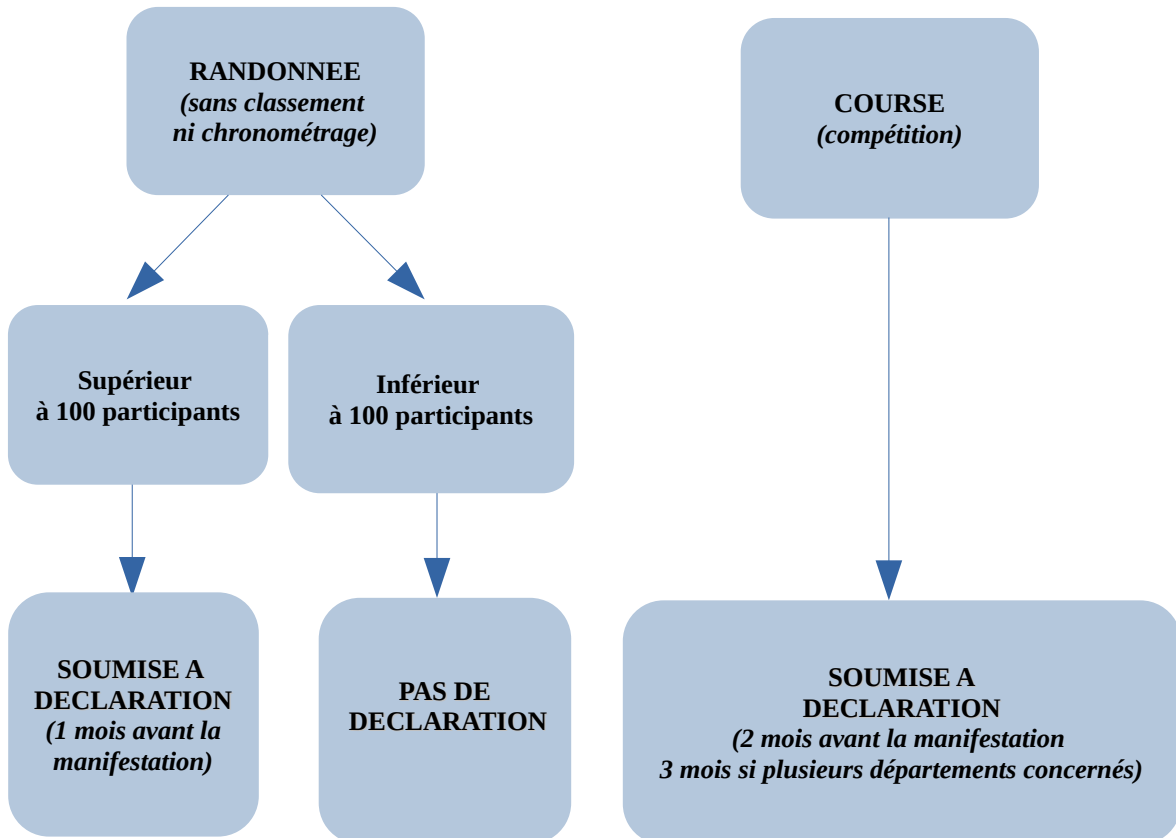 RANDONNEE
(sans classement
ni chronométrage)
COURSE
(compétition)
Supérieur
à 100 participants
Inférieur
à 100 participants
SOUMISE A
DECLARATION
(1 mois avant la
manifestation)
PAS DE
DECLARATION
SOUMISE A
DECLARATION
(2 mois avant la manifestation
3 mois si plusieurs départements concernés)